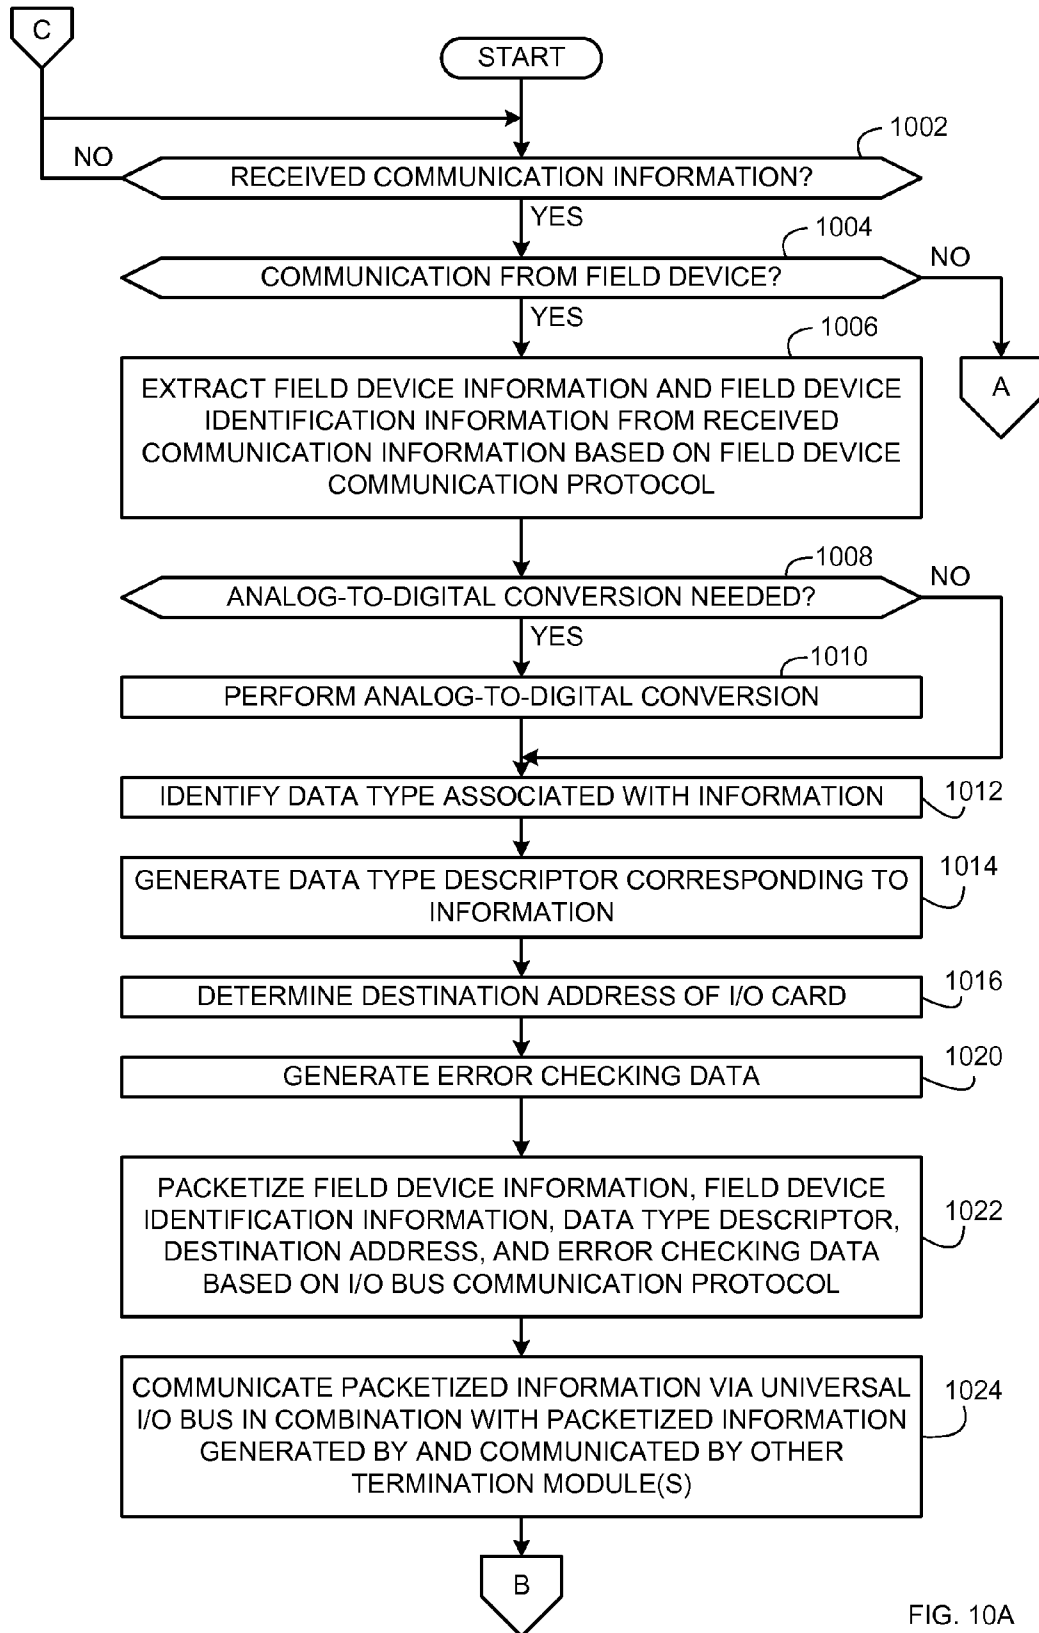 C
START
1002
NO
RECEIVED COMMUNICATION INFORMATION?
YES
1004
COMMUNICATION FROM FIELD DEVICE?
NO
YES
1006
A
EXTRACT FIELD DEVICE INFORMATION AND FIELD DEVICE
IDENTIFICATION INFORMATION FROM RECEIVED
COMMUNICATION INFORMATION BASED ON FIELD DEVICE
COMMUNICATION PROTOCOL
1008
ANALOG-TO-DIGITAL CONVERSION NEEDED?
NO
YES
1010
PERFORM ANALOG-TO-DIGITAL CONVERSION
IDENTIFY DATA TYPE ASSOCIATED WITH INFORMATION
1012
GENERATE DATA TYPE DESCRIPTOR CORRESPONDING TO
INFORMATION
1014
DETERMINE DESTINATION ADDRESS OF I/O CARD
1016
GENERATE ERROR CHECKING DATA
1020
PACKETIZE FIELD DEVICE INFORMATION, FIELD DEVICE
IDENTIFICATION INFORMATION, DATA TYPE DESCRIPTOR,
DESTINATION ADDRESS, AND ERROR CHECKING DATA
BASED ON I/O BUS COMMUNICATION PROTOCOL
1022
COMMUNICATE PACKETIZED INFORMATION VIA UNIVERSAL
I/O BUS IN COMBINATION WITH PACKETIZED INFORMATION
GENERATED BY AND COMMUNICATED BY OTHER
TERMINATION MODULE(S)
1024
B
FIG. 10A